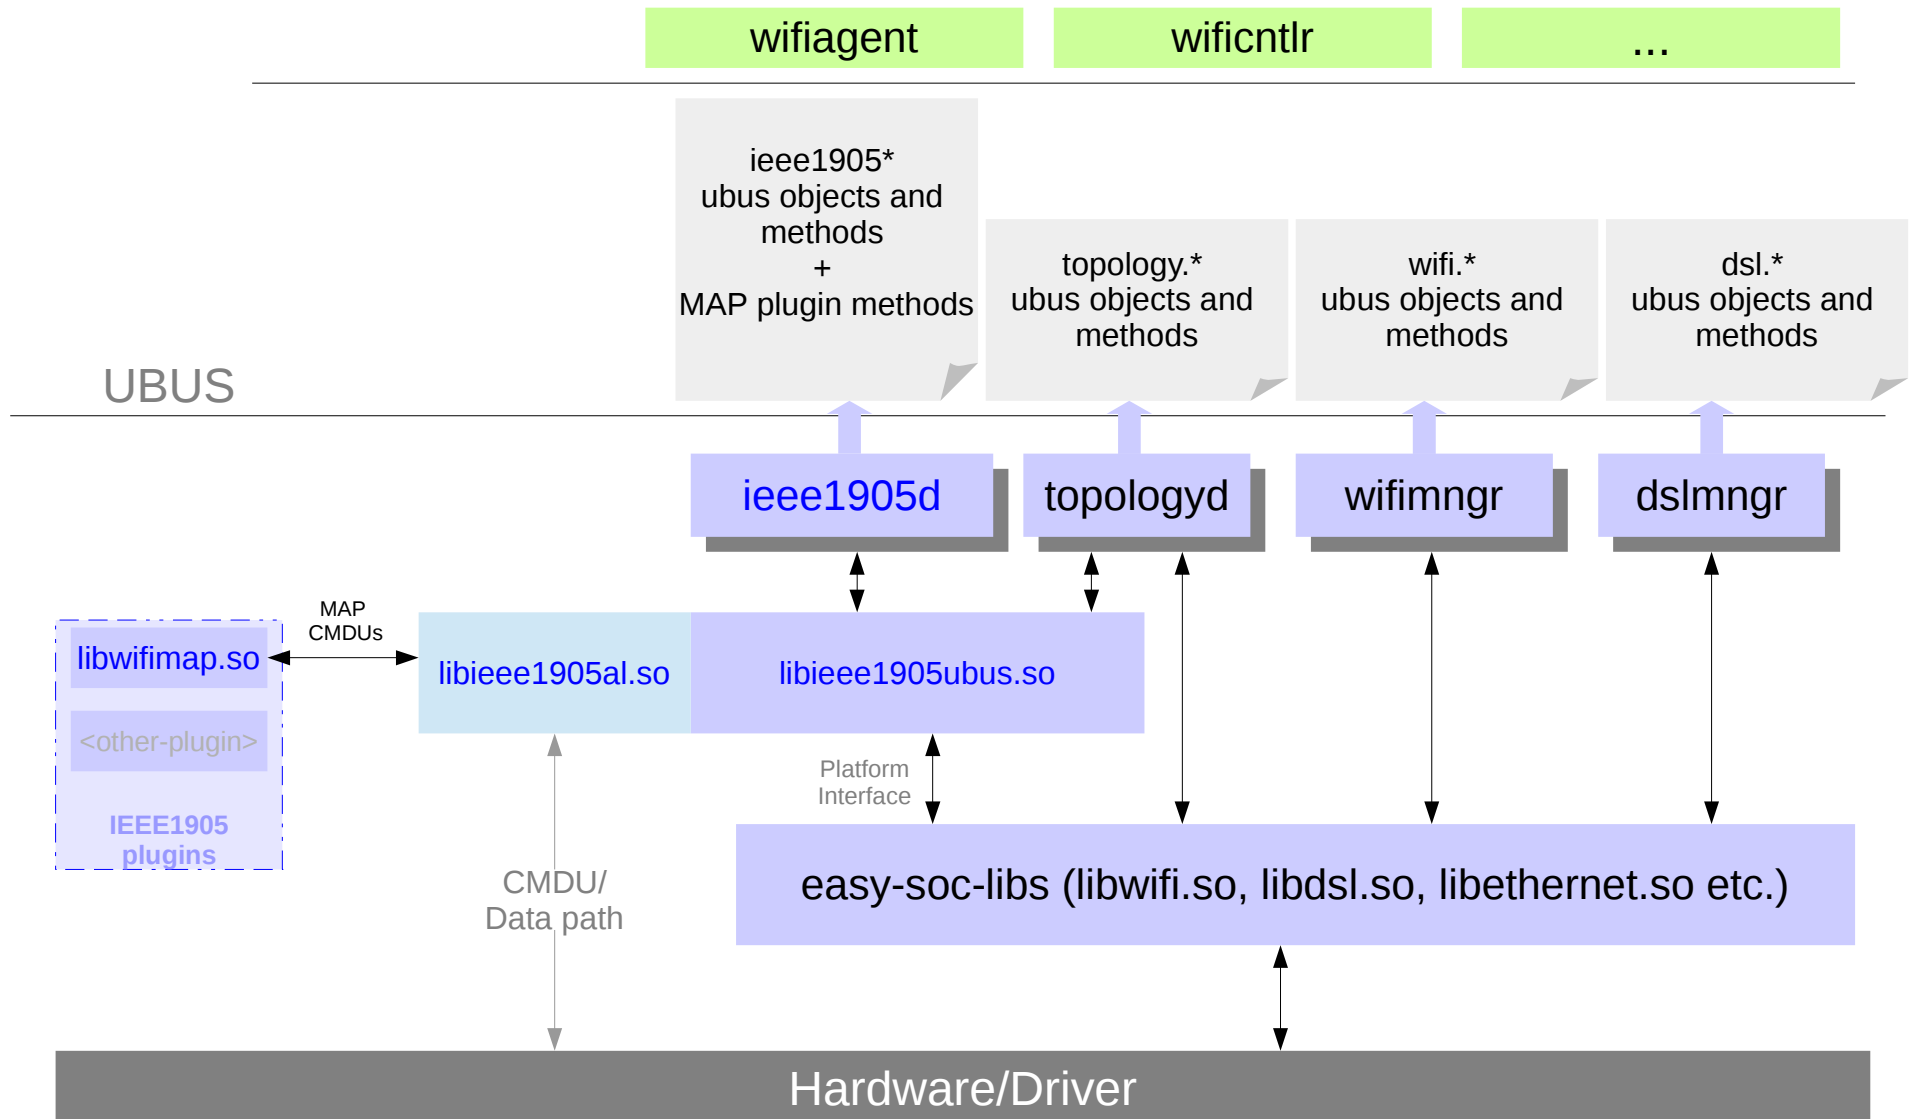 wifiagent
wificntlr
...
ieee1905*
ubus objects and
methods
+
MAP plugin methods
topology.*
ubus objects and
methods
wifi.*
ubus objects and
methods
dsl.*
ubus objects and
methods
UBUS
ieee1905d
topologyd
wifimngr
dslmngr
MAP
CMDUs
libwifimap.so
<other-plugin>
IEEE1905
plugins
libieee1905al.so
libieee1905ubus.so
Platform
Interface
CMDU/
Data path
easy-soc-libs (libwifi.so, libdsl.so, libethernet.so etc.)
Hardware/Driver